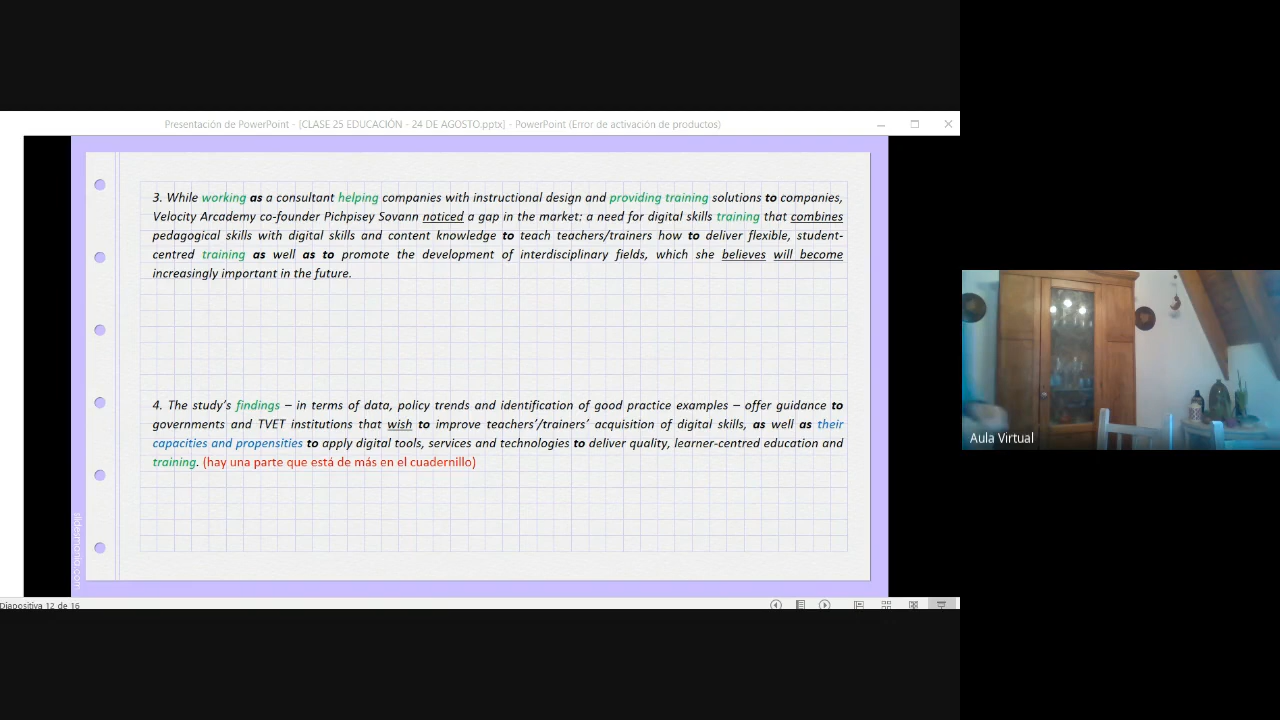 Presentación de PowerPoint - [CLASE 25 EDUCACIÓN - 24 DE AGOSTO.pptx] - PowerPoint (Error de activación de productos)
3. While working as a consultant helping companies with instructional design and providing training solutions to companies,
Velocity Arcademy co-founder Pichpisey Sovann noticed a gap in the market: a need for digital skills training that combines
pedagogical skills with digital skills and content knowledge to teach teachers/trainers how to deliver flexible, student-
centred training as well as to promote the development of interdisciplinary fields, which she believes will become
increasingly important in the future.
4. The study's findings – in terms of data, policy trends and identification of good practice examples – offer guidance to
governments and TVET institutions that wish to improve teachers'/trainers' acquisition of digital skills, as well as their
capacities and propensities to apply digital tools, services and technologies to deliver quality, learner-centred education and
training. (hay una parte que está de más en el cuadernillo)
Aula Virtual
slidesmania.com
Diapositiva 12 de 16